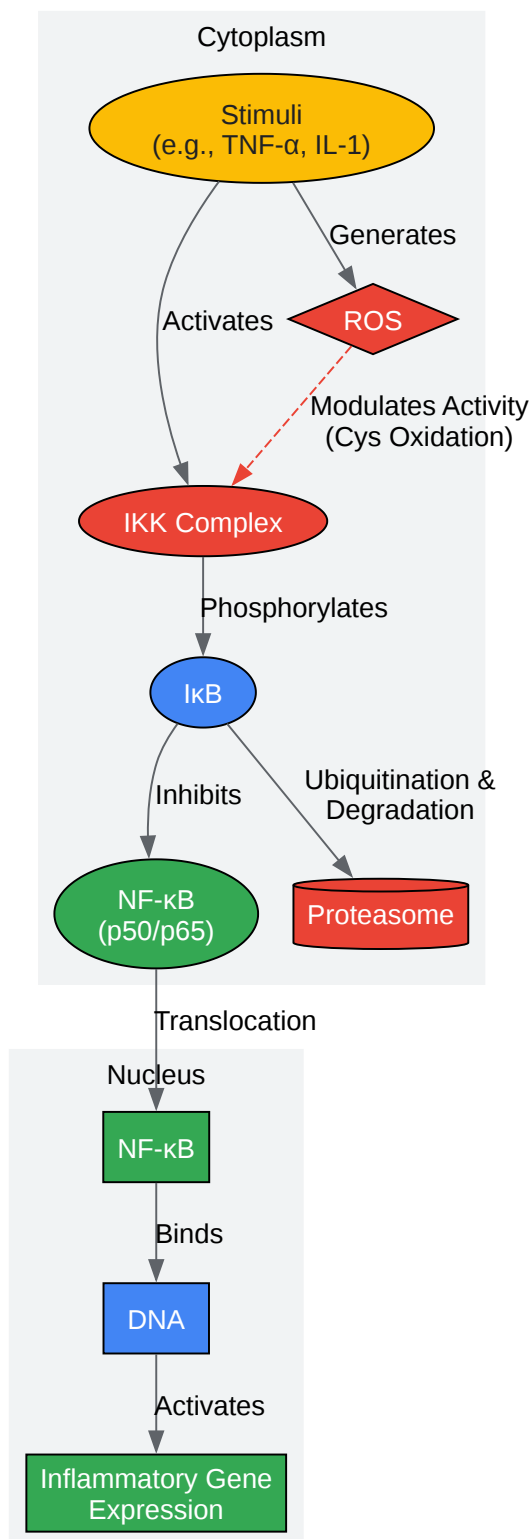 Cytoplasm
Stimuli
(e.g., TNF-α, IL-1)
Generates
Activates
ROS
Modulates Activity
(Cys Oxidation)
IKK Complex
Phosphorylates
IκB
Inhibits
Ubiquitination &
Degradation
NF-κB
(p50/p65)
Proteasome
Translocation
Nucleus
NF-κB
Binds
DNA
Activates
Inflammatory Gene
Expression